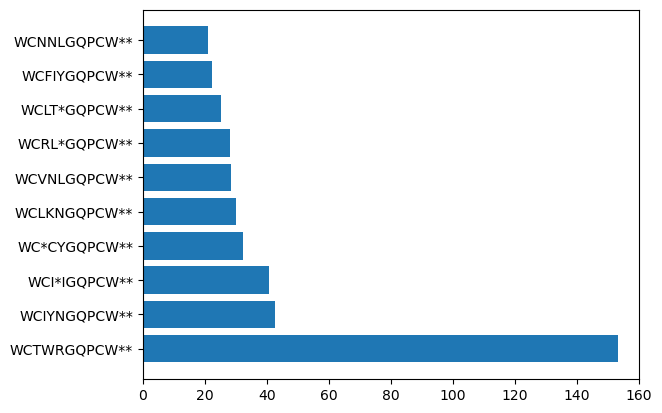 WCNNLGQPCW**
WCFIYGQPCW**
WCLT*GQPCW**
WCRL*GQPCW**
WCVNLGQPCW**
WCLKNGQPCW**
WC*CYGQPCW**
WCI*IGQPCW**
WCIYNGQPCW**
WCTWRGQPCW**
0 20 40 60 80 100 120 140 160